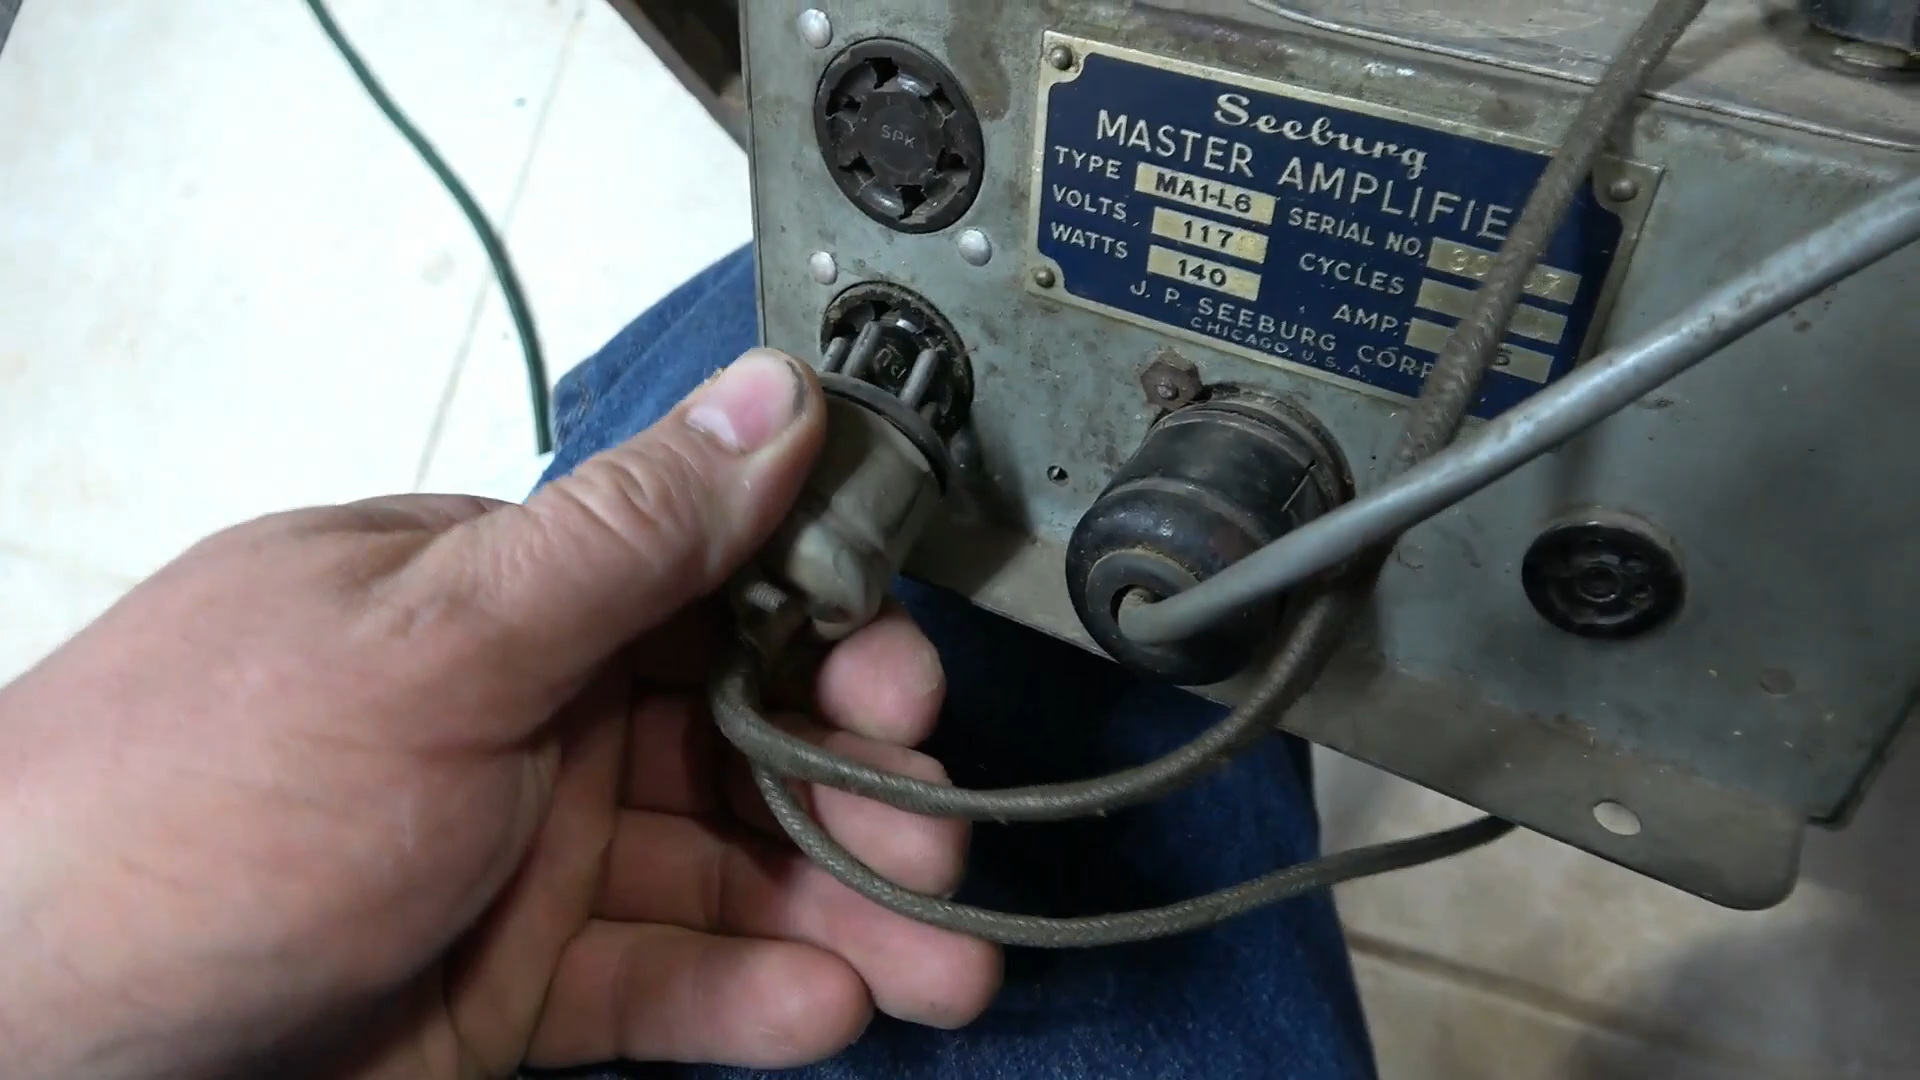 SPK
Seeburg
MASTER AMPLIFIE
TYPE MA1-L6 SERIAL NO.
VOLTS 117 CYCLES
WATTS 140 AMP.
J. P. SEEBURG CORP
CHICAGO, U. S. A.